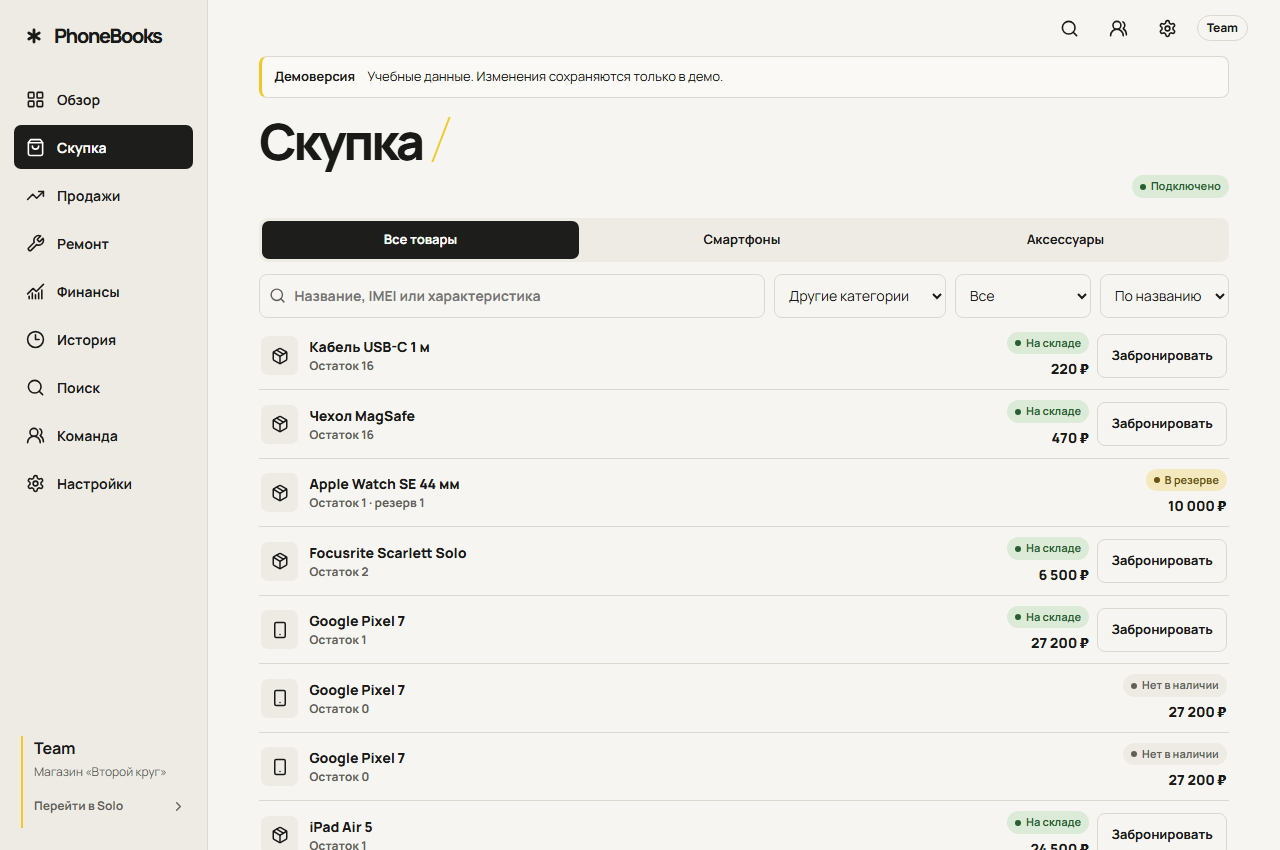 PhoneBooks
Team
Обзор
Скупка
Продажи
Ремонт
Финансы
История
Поиск
Команда
Настройки
Team
Магазин «Второй круг»
Перейти в Solo
Демоверсия Учебные данные. Изменения сохраняются только в демо.
Скупка /
Подключено
Все товары Смартфоны Аксессуары
Название, IMEI или характеристика Другие категории Все По названию
Кабель USB-C 1 м
Остаток 16
На складе
220 ₽
Забронировать
Чехол MagSafe
Остаток 16
На складе
470 ₽
Забронировать
Apple Watch SE 44 мм
Остаток 1 · резерв 1
В резерве
10 000 ₽
Focusrite Scarlett Solo
Остаток 2
На складе
6 500 ₽
Забронировать
Google Pixel 7
Остаток 1
На складе
27 200 ₽
Забронировать
Google Pixel 7
Остаток 0
Нет в наличии
27 200 ₽
Google Pixel 7
Остаток 0
Нет в наличии
27 200 ₽
iPad Air 5
Остаток 1
На складе
24 500 ₽
Забронировать